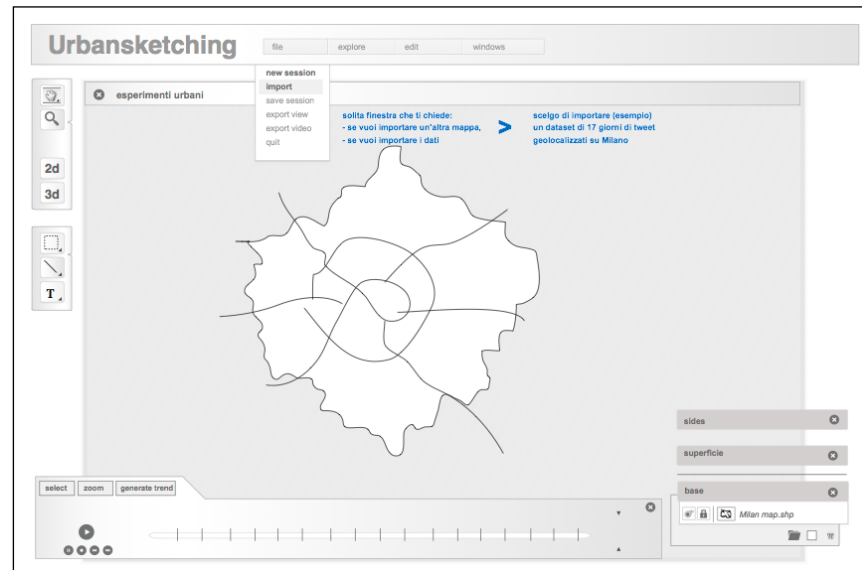 Urbansketching
file explore edit windows
new session
import
save session
export view
export video
quit
esperimenti urbani
solita finestra che ti chiede:
- se vuoi importare un'altra mappa,
- se vuoi importare i dati
>
scelgo di importare (esempio)
un dataset di 17 giorni di tweet
geolocalizzati su Milano
2d
3d
T
sides
superficie
base
Milan map.shp
select zoom generate trend